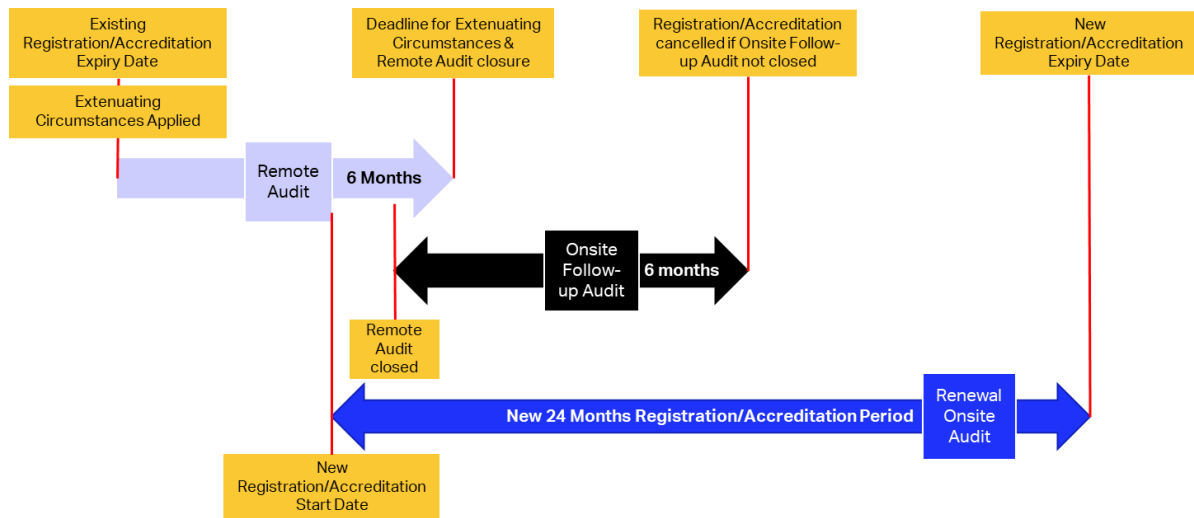 Existing
Registration/Accreditation
Expiry Date
Extenuating
Circumstances Applied
Deadline for Extenuating
Circumstances &
Remote Audit closure
Registration/Accreditation
cancelled if Onsite Follow-
up Audit not closed
New
Registration/Accreditation
Expiry Date
Remote
Audit
6 Months
Onsite
Follow-
up Audit
6 months
Remote
Audit
closed
New 24 Months Registration/Accreditation Period
Renewal
Onsite
Audit
New
Registration/Accreditation
Start Date